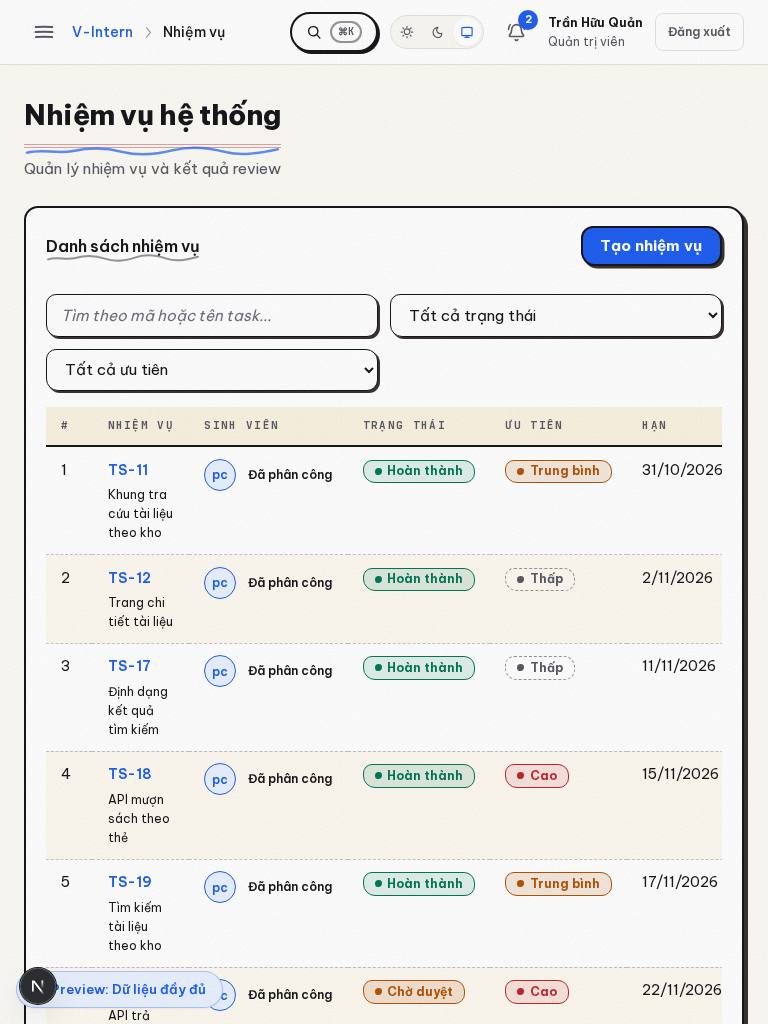 V-Intern > Nhiệm vụ
⌘K
2
Trần Hữu Quản
Quản trị viên
Đăng xuất
Nhiệm vụ hệ thống
Quản lý nhiệm vụ và kết quả review
Danh sách nhiệm vụ
Tạo nhiệm vụ
Tìm theo mã hoặc tên task...
Tất cả trạng thái
Tất cả ưu tiên
# NHIỆM VỤ SINH VIÊN TRẠNG THÁI ƯU TIÊN HẠN
1 TS-11 pc Đã phân công Hoàn thành Trung bình 31/10/2026
Khung tra
cứu tài liệu
theo kho
2 TS-12 pc Đã phân công Hoàn thành Thấp 2/11/2026
Trang chi
tiết tài liệu
3 TS-17 pc Đã phân công Hoàn thành Thấp 11/11/2026
Định dạng
kết quả
tìm kiếm
4 TS-18 pc Đã phân công Hoàn thành Cao 15/11/2026
API mượn
sách theo
thẻ
5 TS-19 pc Đã phân công Hoàn thành Trung bình 17/11/2026
Tìm kiếm
tài liệu
theo kho
N Preview: Dữ liệu đầy đủ c Đã phân công Chờ duyệt Cao 22/11/2026
API trả